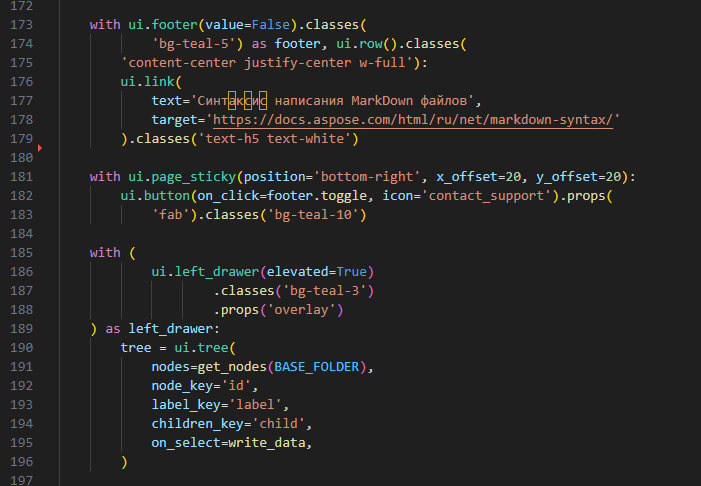 172
173 with ui.footer(value=False).classes(
174 'bg-teal-5') as footer, ui.row().classes(
175 'content-center justify-center w-full'):
176 ui.link(
177 text='Синтаксис написания MarkDown файлов',
178 target='https://docs.aspose.com/html/ru/net/markdown-syntax/'
179 ).classes('text-h5 text-white')
180
181 with ui.page_sticky(position='bottom-right', x_offset=20, y_offset=20):
182 ui.button(on_click=footer.toggle, icon='contact_support').props(
183 'fab').classes('bg-teal-10')
184
185 with (
186 ui.left_drawer(elevated=True)
187 .classes('bg-teal-3')
188 .props('overlay')
189 ) as left_drawer:
190 tree = ui.tree(
191 nodes=get_nodes(BASE_FOLDER),
192 node_key='id',
193 label_key='label',
194 children_key='child',
195 on_select=write_data,
196 )
197